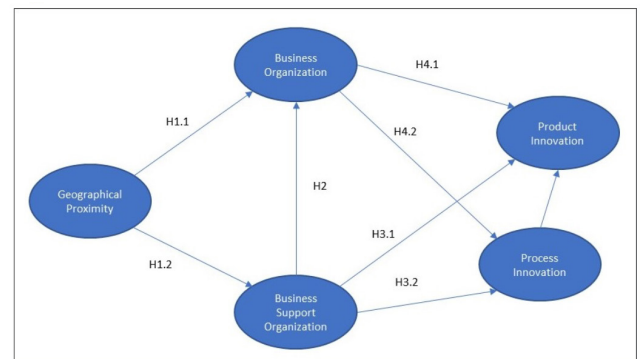 Business
Organization
H4.1
H1.1
H4.2
Product
Innovation
Geographical
Proximity
H2
H3.1
H1.2
Process
Innovation
H3.2
Business
Support
Organization